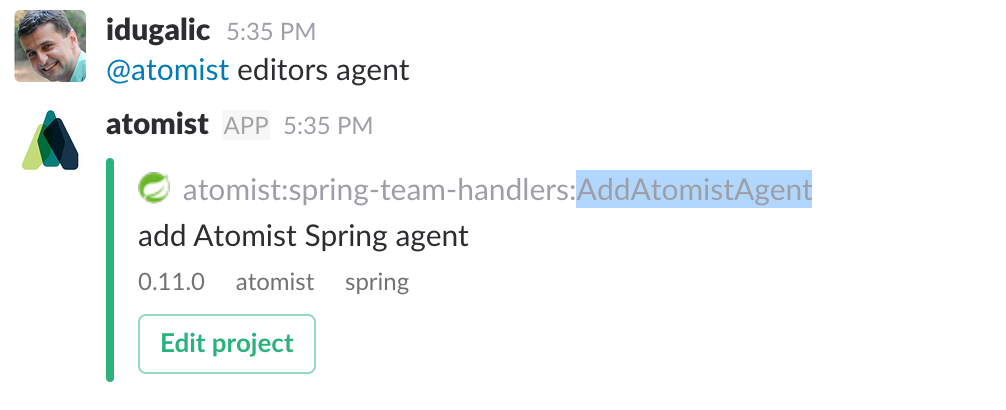 idugalic 5:35 PM
@atomist editors agent
atomist APP 5:35 PM
atomist:spring-team-handlers:AddAtomistAgent
add Atomist Spring agent
0.11.0 atomist spring
Edit project